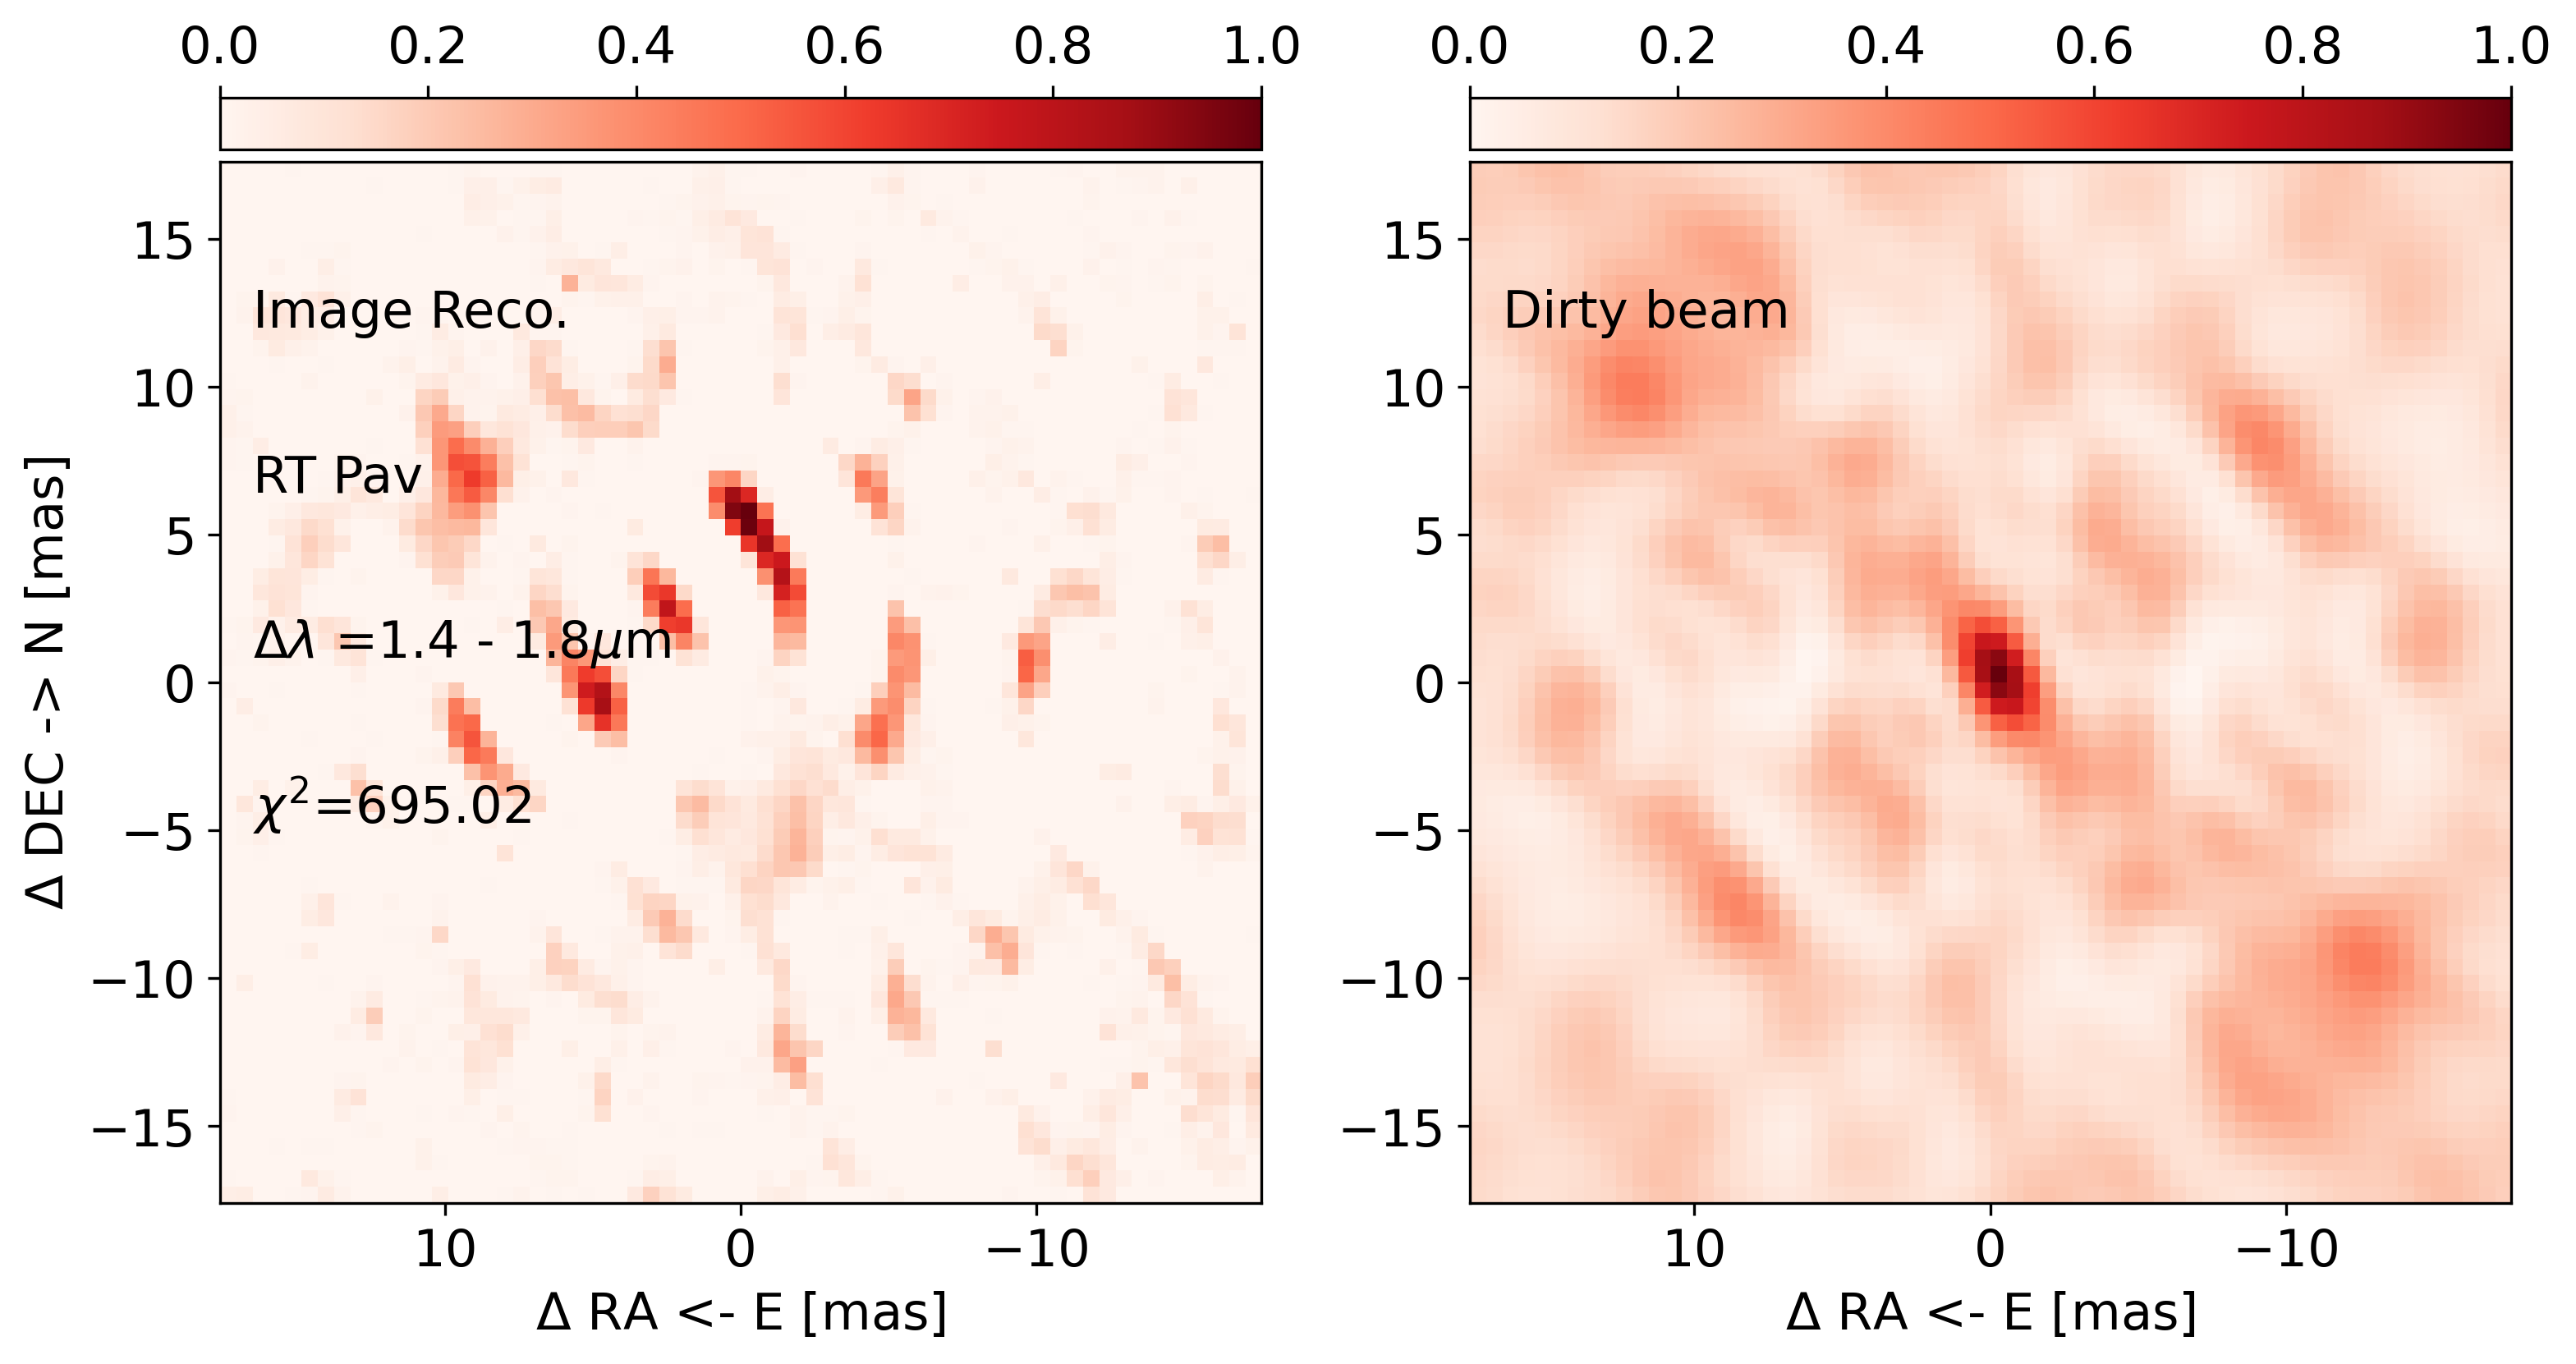 0.0 0.2 0.4 0.6 0.8 1.0
Image Reco.
RT Pav
Δλ =1.4 - 1.8μm
χ²=695.02
15
10
5
0
−5
−10
−15
Δ DEC -> N [mas]
10 0 −10
Δ RA <- E [mas]
0.0 0.2 0.4 0.6 0.8 1.0
Dirty beam
15
10
5
0
−5
−10
−15
10 0 −10
Δ RA <- E [mas]